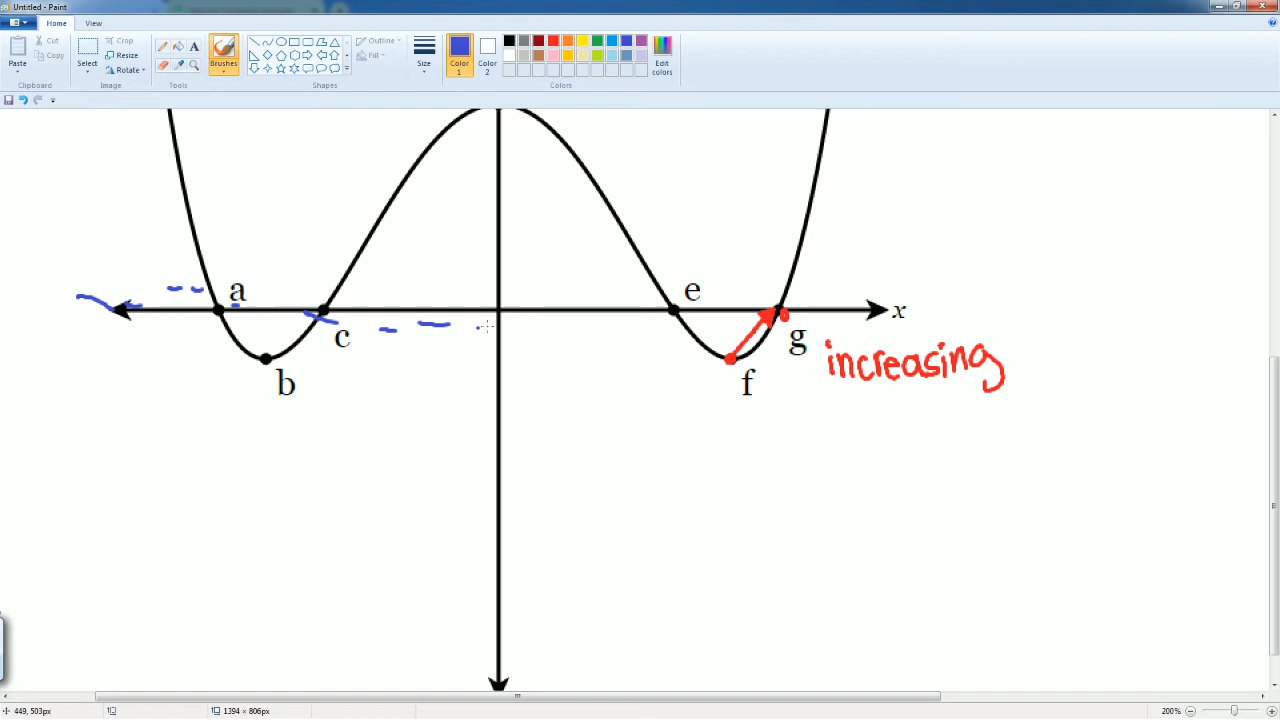 Untitled - Paint
Home View
Paste
Cut
Copy
Clipboard
Select
Crop
Resize
Rotate
Image
A
Tools
Brushes
Outline
Fill
Shapes
Size
Color 1
Color 2
Edit colors
Colors
a
e
x
c
g
increasing
b
f
449, 503px
1394 × 806px
200%